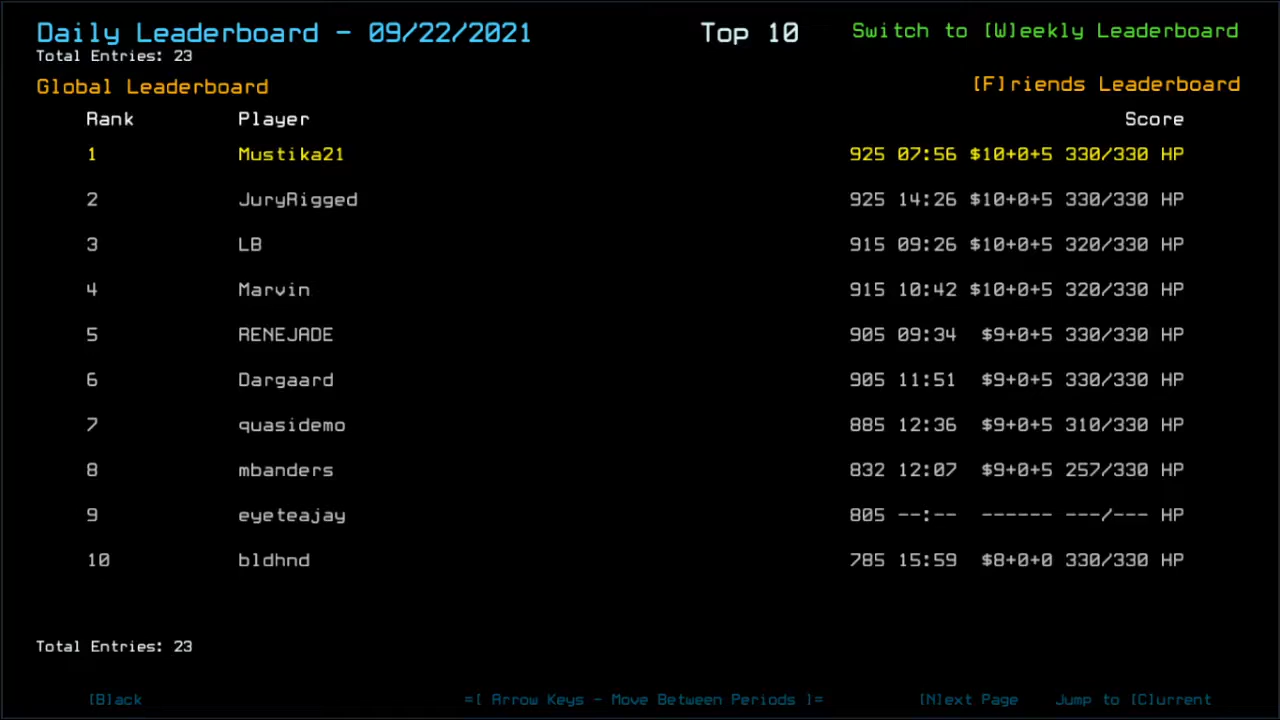 Daily Leaderboard - 09/22/2021 Top 10 Switch to [W]eekly Leaderboard
Total Entries: 23
Global Leaderboard [F]riends Leaderboard
Rank Player Score
1 Mustika21 925 07:56 $10+0+5 330/330 HP
2 JuryRigged 925 14:26 $10+0+5 330/330 HP
3 LB 915 09:26 $10+0+5 320/330 HP
4 Marvin 915 10:42 $10+0+5 320/330 HP
5 RENEJADE 905 09:34 $9+0+5 330/330 HP
6 Dargaard 905 11:51 $9+0+5 330/330 HP
7 quasidemo 885 12:36 $9+0+5 310/330 HP
8 mbanders 832 12:07 $9+0+5 257/330 HP
9 eyeteajay 805 --:-- ------ ---/--- HP
10 bldhnd 785 15:59 $8+0+0 330/330 HP
Total Entries: 23
[B]ack =[ Arrow Keys - Move Between Periods ]= [N]ext Page Jump to [C]urrent